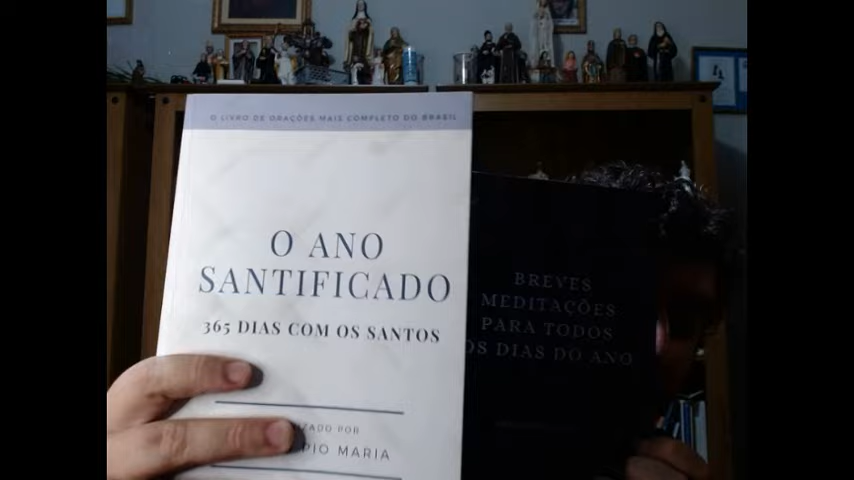 O LIVRO DE ORAÇÕES MAIS COMPLETO DO BRASIL
O ANO
SANTIFICADO
365 DIAS COM OS SANTOS
POR
PIO MARIA
BREVES
MEDITAÇÕES
PARA TODOS
OS DIAS DO ANO